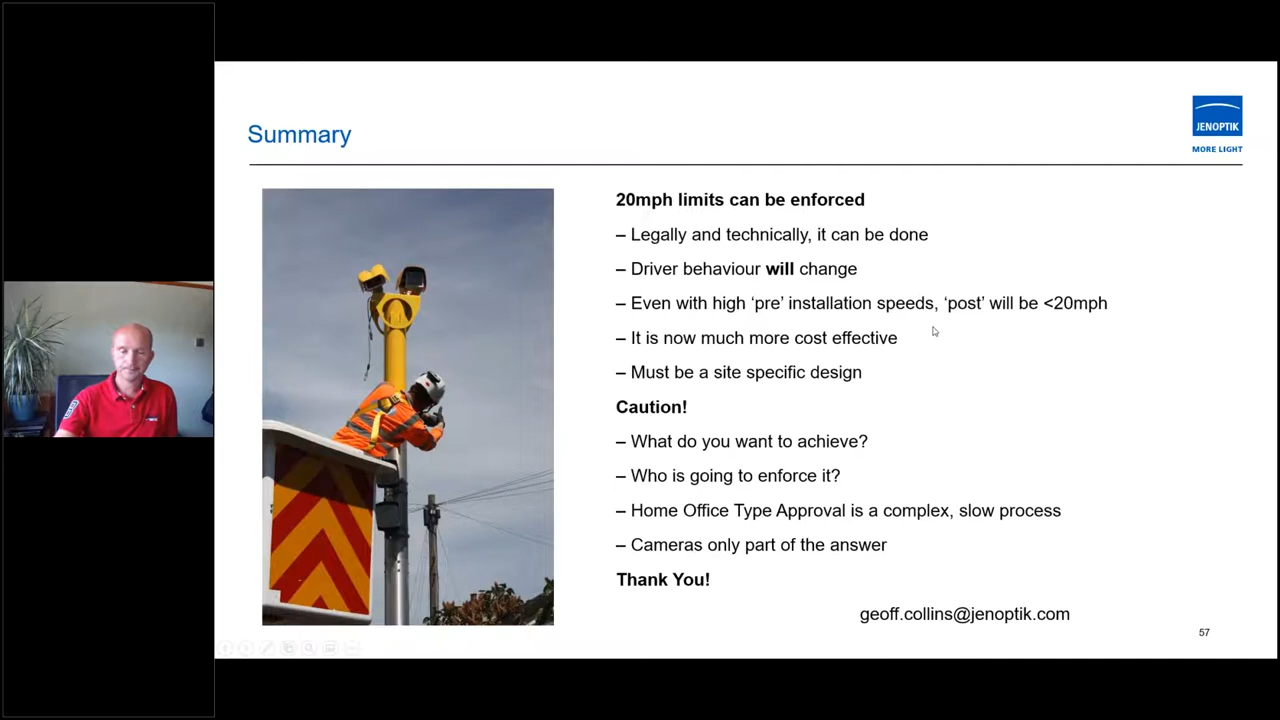 Summary
JENOPTIK
MORE LIGHT
20mph limits can be enforced
– Legally and technically, it can be done
– Driver behaviour will change
– Even with high ‘pre’ installation speeds, ‘post’ will be <20mph
– It is now much more cost effective
– Must be a site specific design
Caution!
– What do you want to achieve?
– Who is going to enforce it?
– Home Office Type Approval is a complex, slow process
– Cameras only part of the answer
Thank You!
geoff.collins@jenoptik.com
57